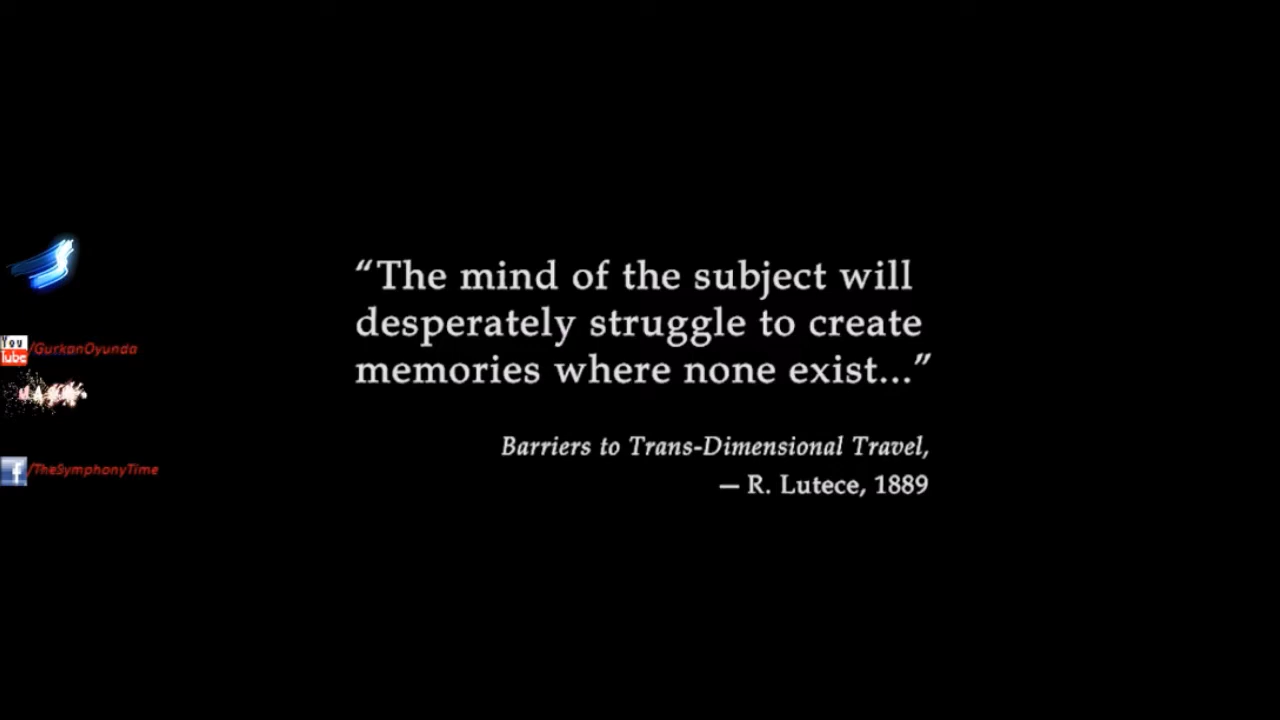 “The mind of the subject will
desperately struggle to create
memories where none exist...”
Barriers to Trans-Dimensional Travel,
— R. Lutece, 1889
You
Tube
/GurkanOyunda
f
/TheSymphonyTime